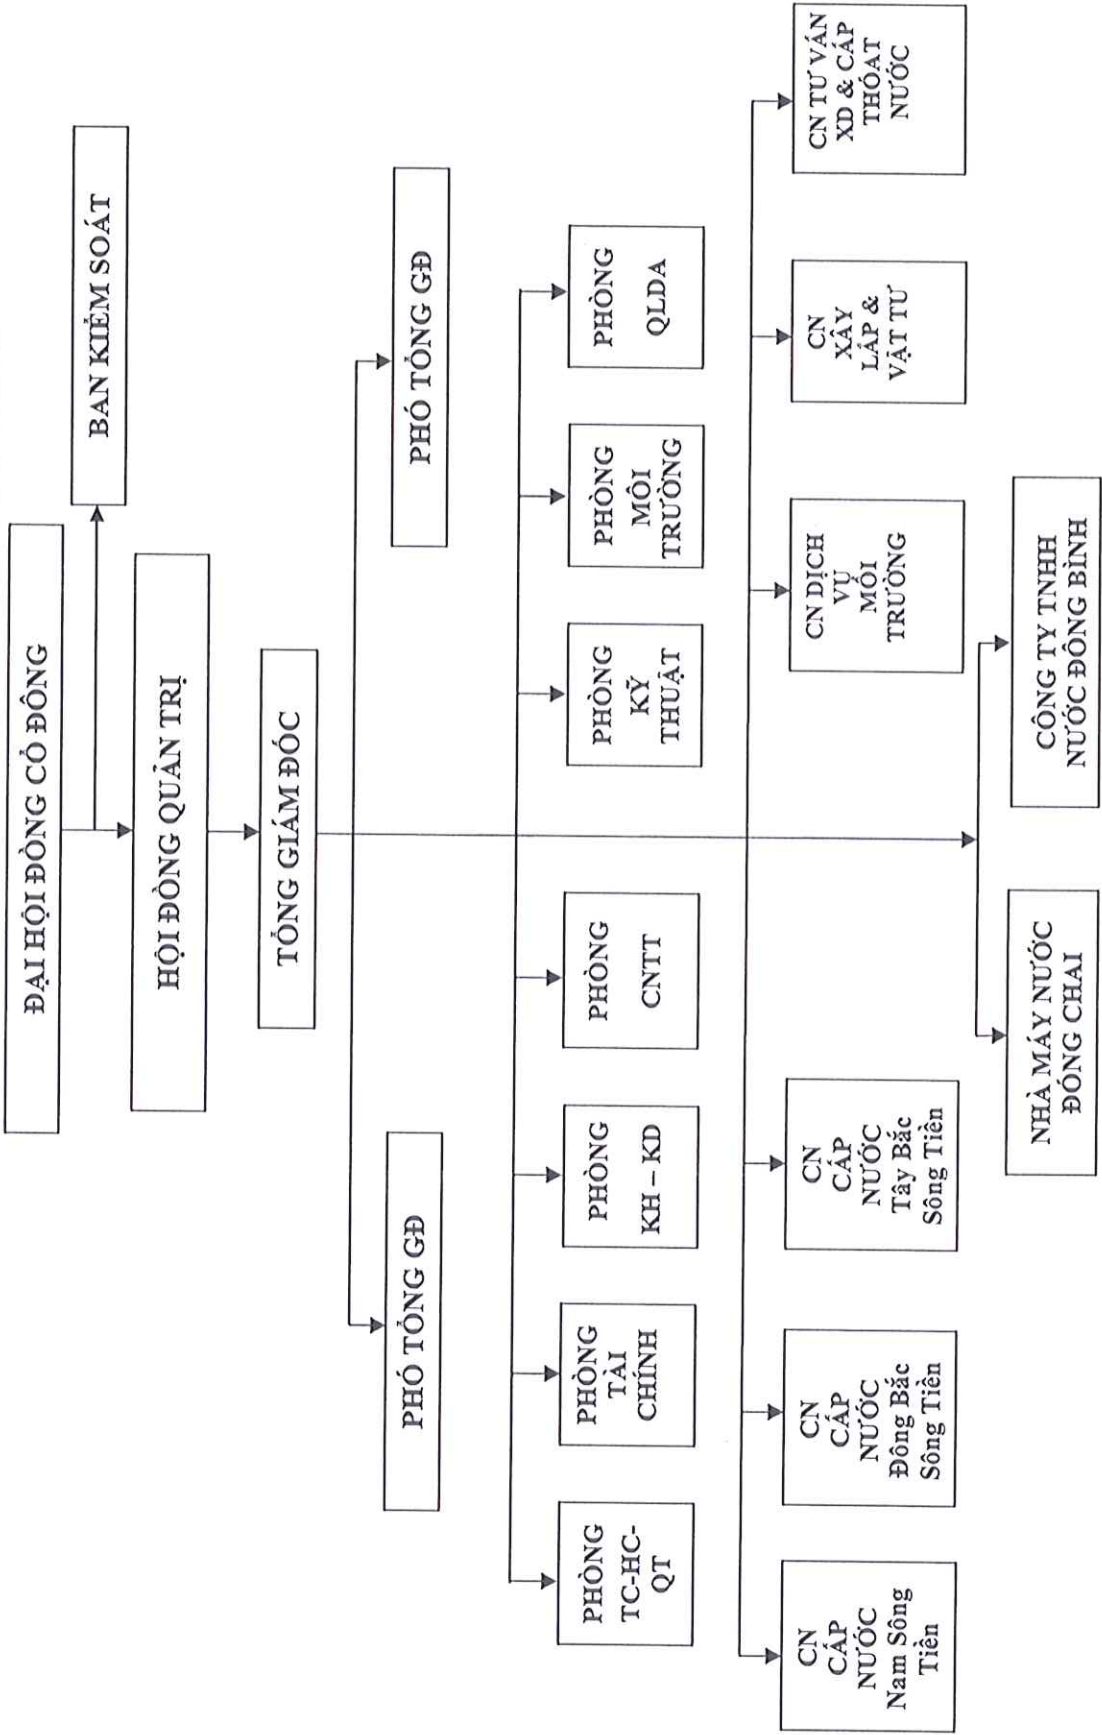 ĐẠI HỘI ĐỒNG CỔ ĐÔNG
BAN KIỂM SOÁT
HỘI ĐỒNG QUẢN TRỊ
TỔNG GIÁM ĐỐC
PHÓ TỔNG GĐ
PHÓ TỔNG GĐ
PHÒNG
TC-HC-
QT
PHÒNG
TÀI
CHÍNH
PHÒNG
KH – KD
PHÒNG
CNTT
PHÒNG
KỸ
THUẬT
PHÒNG
MÔI
TRƯỜNG
PHÒNG
QLDA
CN
CẤP
NƯỚC
Nam Sông
Tiền
CN
CẤP
NƯỚC
Đông Bắc
Sông Tiền
CN
CẤP
NƯỚC
Tây Bắc
Sông Tiền
CN DỊCH
VỤ
MÔI
TRƯỜNG
CN
XÂY
LẮP &
VẬT TƯ
CN TƯ VẤN
XD & CẤP
THÓAT
NƯỚC
NHÀ MÁY NƯỚC
ĐÓNG CHAI
CÔNG TY TNHH
NƯỚC ĐÔNG BÌNH